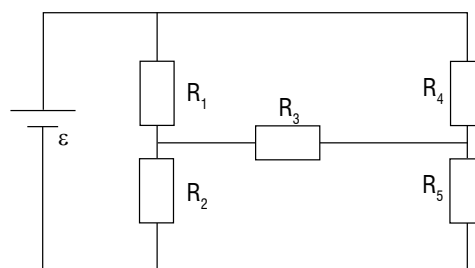 R₁
R₄
R₃
ε
R₂
R₅